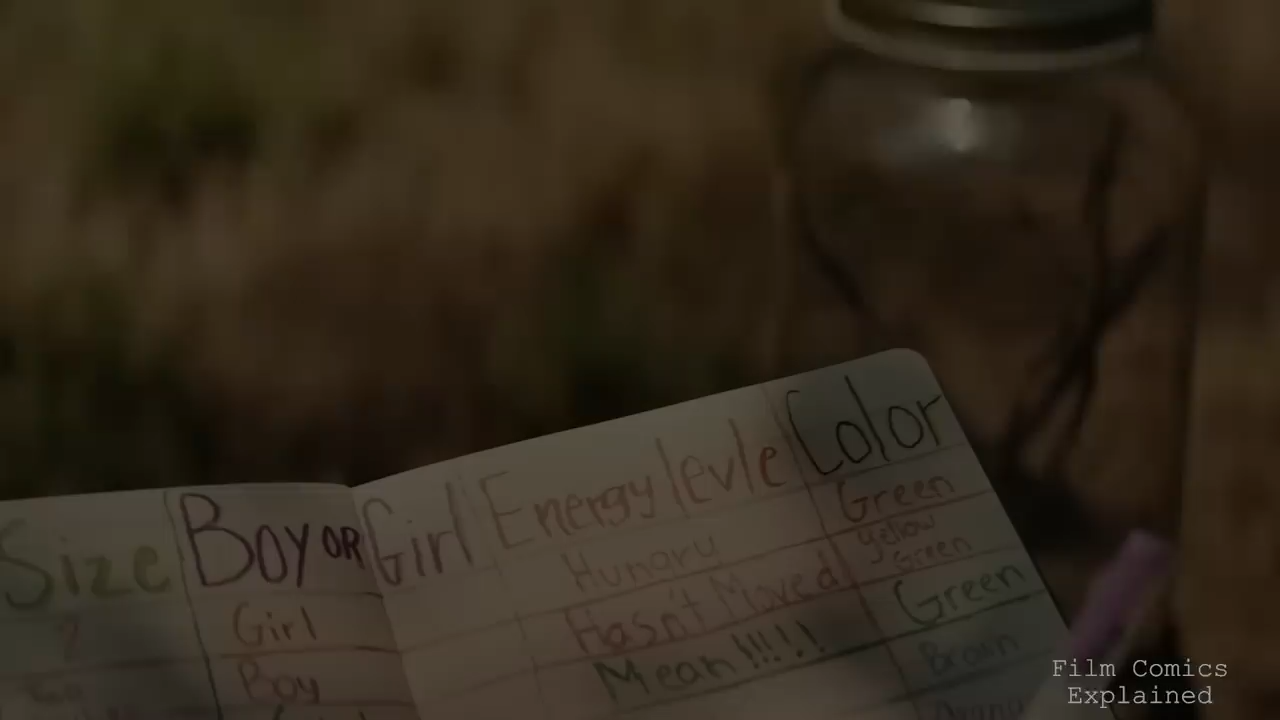 Size Boy OR Girl Energy levle Color
Girl Hungry Green
Boy Hasn't Moved Yellow Green
Mean!!!!! Green
Brown
Film Comics
Explained